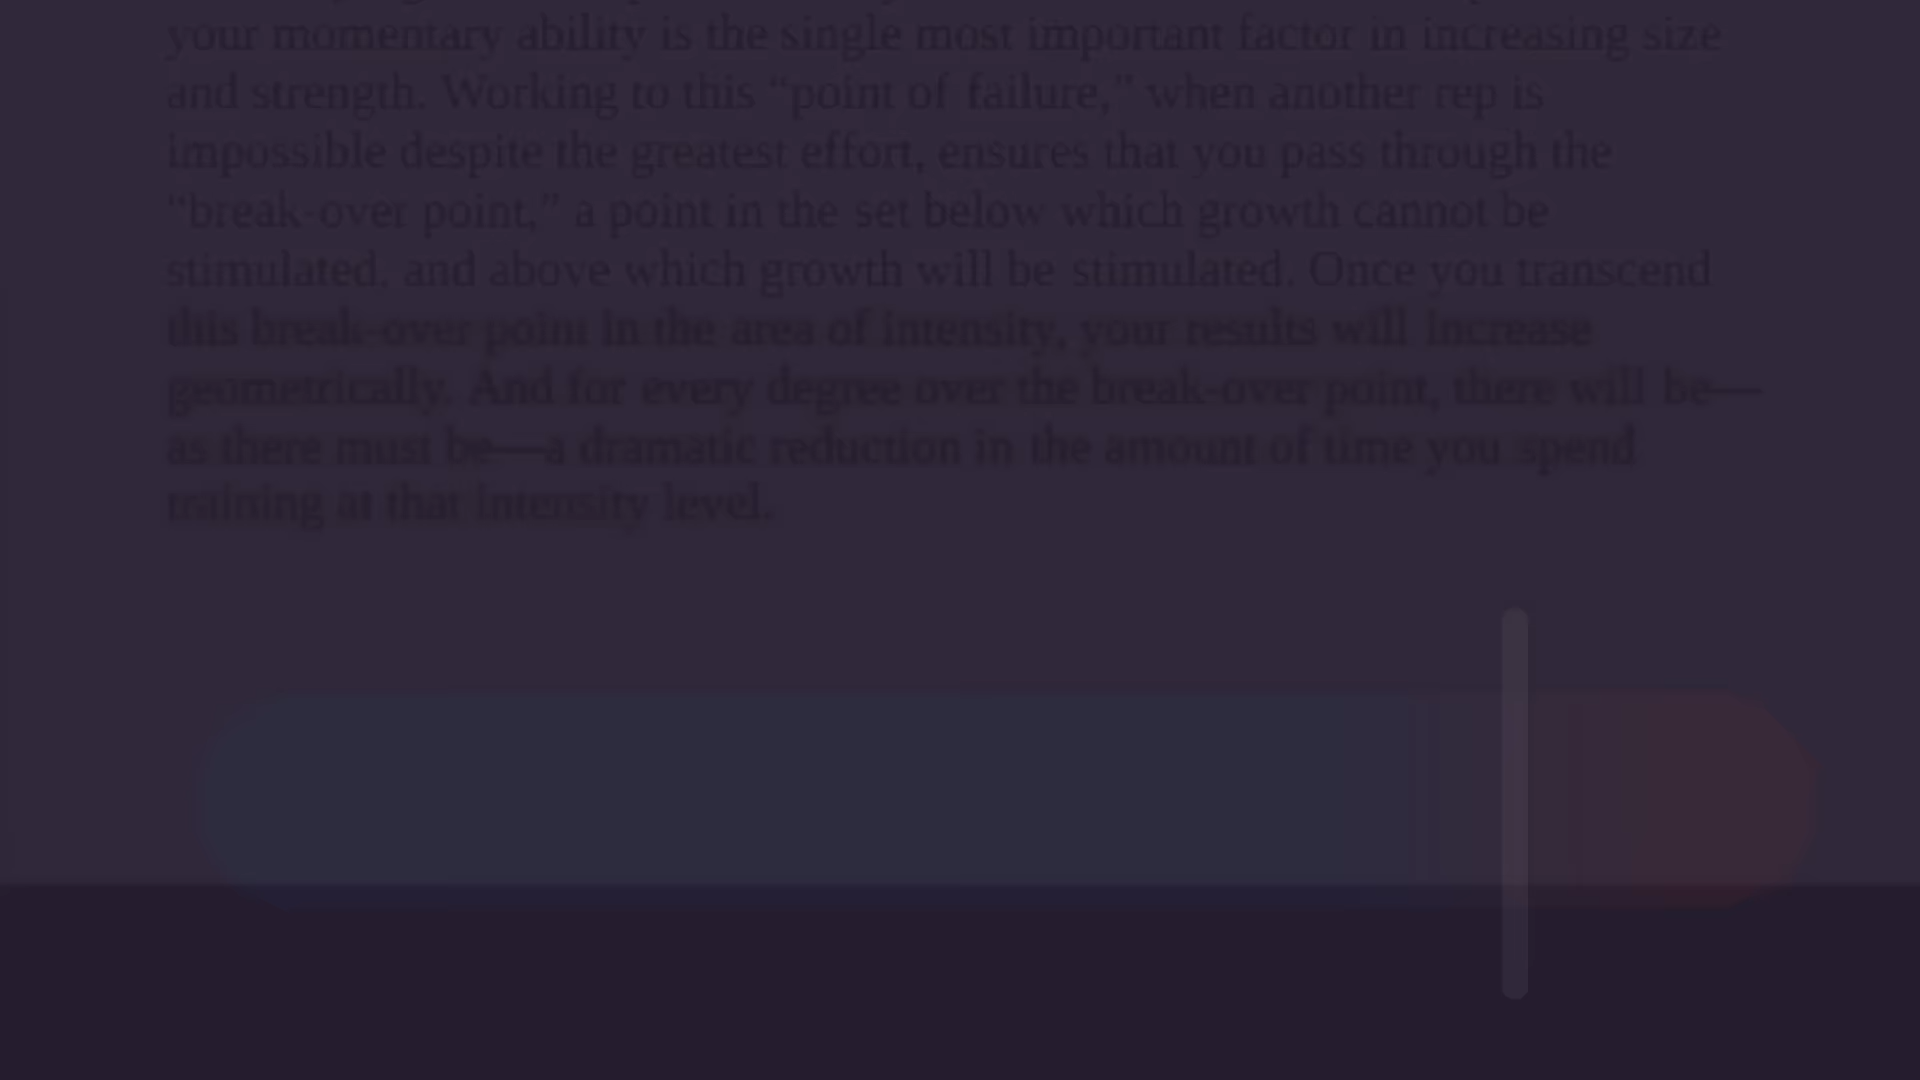 your momentary ability is the single most important factor in increasing size
and strength. Working to this “point of failure,” when another rep is
impossible despite the greatest effort, ensures that you pass through the
“break-over point,” a point in the set below which growth cannot be
stimulated, and above which growth will be stimulated. Once you transcend
this break-over point in the area of intensity, your results will increase
geometrically. And for every degree over the break-over point, there will be—
as there must be—a dramatic reduction in the amount of time you spend
training at that intensity level.